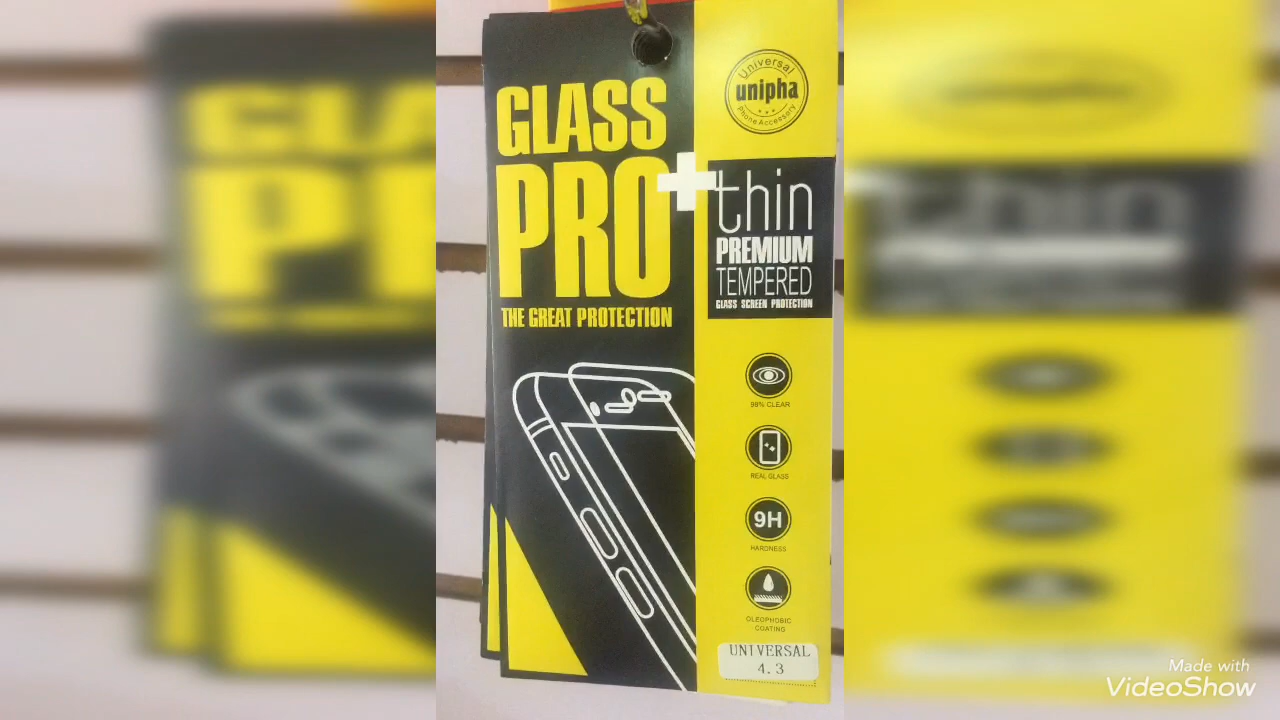 GLASS
PRO+
THE GREAT PROTECTION
Universal
unipha
Phone Accessory
thin
PREMIUM
TEMPERED
GLASS SCREEN PROTECTION
99% CLEAR
REAL GLASS
9H
HARDNESS
OLEOPHOBIC
COATING
UNIVERSAL
4.3
Made with
VideoShow